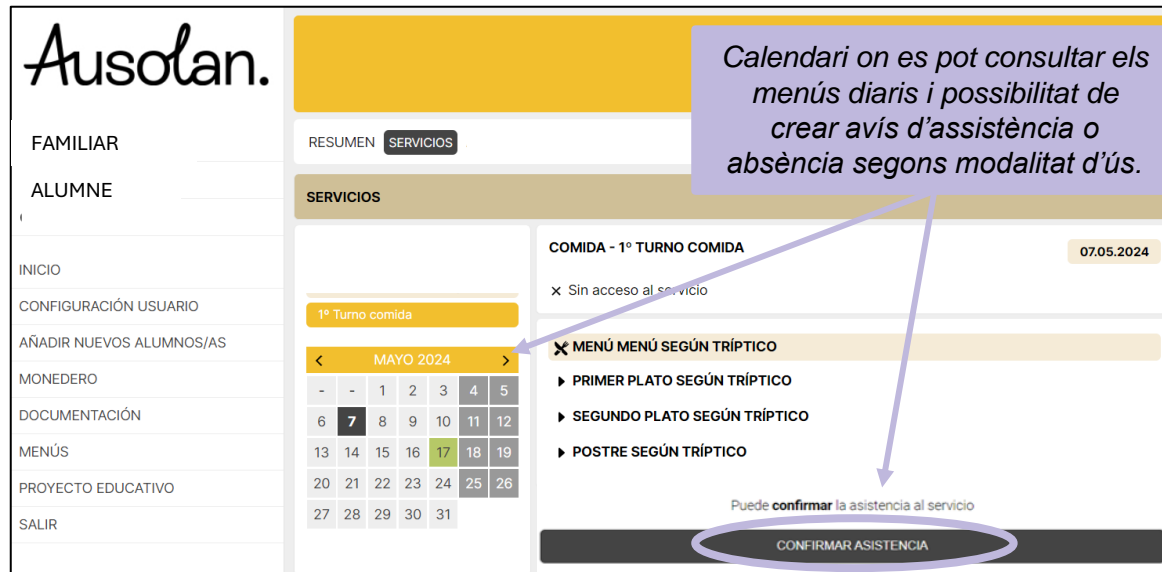 Ausolan.
FAMILIAR
ALUMNE
INICIO
CONFIGURACIÓN USUARIO
AÑADIR NUEVOS ALUMNOS/AS
MONEDERO
DOCUMENTACIÓN
MENÚS
PROYECTO EDUCATIVO
SALIR
Calendari on es pot consultar els
menús diaris i possibilitat de
crear avís d'assistència o
absència segons modalitat d'ús.
RESUMEN SERVICIOS
SERVICIOS
1º Turno comida
< MAYO 2024 >
- - 1 2 3 4 5
6 7 8 9 10 11 12
13 14 15 16 17 18 19
20 21 22 23 24 25 26
27 28 29 30 31
COMIDA - 1º TURNO COMIDA 07.05.2024
× Sin acceso al servicio
MENÚ MENÚ SEGÚN TRÍPTICO
PRIMER PLATO SEGÚN TRÍPTICO
SEGUNDO PLATO SEGÚN TRÍPTICO
POSTRE SEGÚN TRÍPTICO
Puede confirmar la asistencia al servicio
CONFIRMAR ASISTENCIA